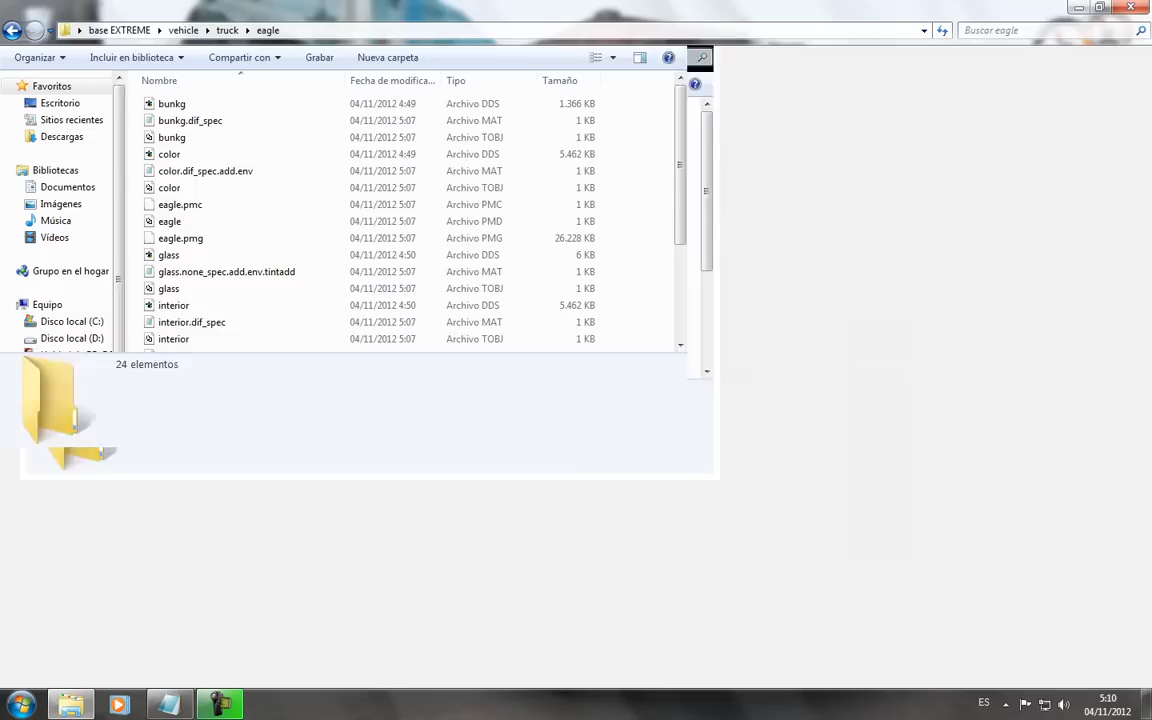 base EXTREME vehicle truck eagle Buscar eagle
Organizar Incluir en biblioteca Compartir con Grabar Nueva carpeta
Nombre Fecha de modifica... Tipo Tamaño
Favoritos
Escritorio
Sitios recientes
Descargas
Bibliotecas
Documentos
Imágenes
Música
Vídeos
Grupo en el hogar
Equipo
Disco local (C:)
Disco local (D:)
bunkg 04/11/2012 4:49 Archivo DDS 1.366 KB
bunkg.dif_spec 04/11/2012 5:07 Archivo MAT 1 KB
bunkg 04/11/2012 5:07 Archivo TOBJ 1 KB
color 04/11/2012 4:49 Archivo DDS 5.462 KB
color.dif_spec.add.env 04/11/2012 5:07 Archivo MAT 1 KB
color 04/11/2012 5:07 Archivo TOBJ 1 KB
eagle.pmc 04/11/2012 5:07 Archivo PMC 1 KB
eagle 04/11/2012 5:07 Archivo PMD 1 KB
eagle.pmg 04/11/2012 5:07 Archivo PMG 26.228 KB
glass 04/11/2012 4:50 Archivo DDS 6 KB
glass.none_spec.add.env.tintadd 04/11/2012 5:07 Archivo MAT 1 KB
glass 04/11/2012 5:07 Archivo TOBJ 1 KB
interior 04/11/2012 4:50 Archivo DDS 5.462 KB
interior.dif_spec 04/11/2012 5:07 Archivo MAT 1 KB
interior 04/11/2012 5:07 Archivo TOBJ 1 KB
24 elementos
ES 5:10
04/11/2012